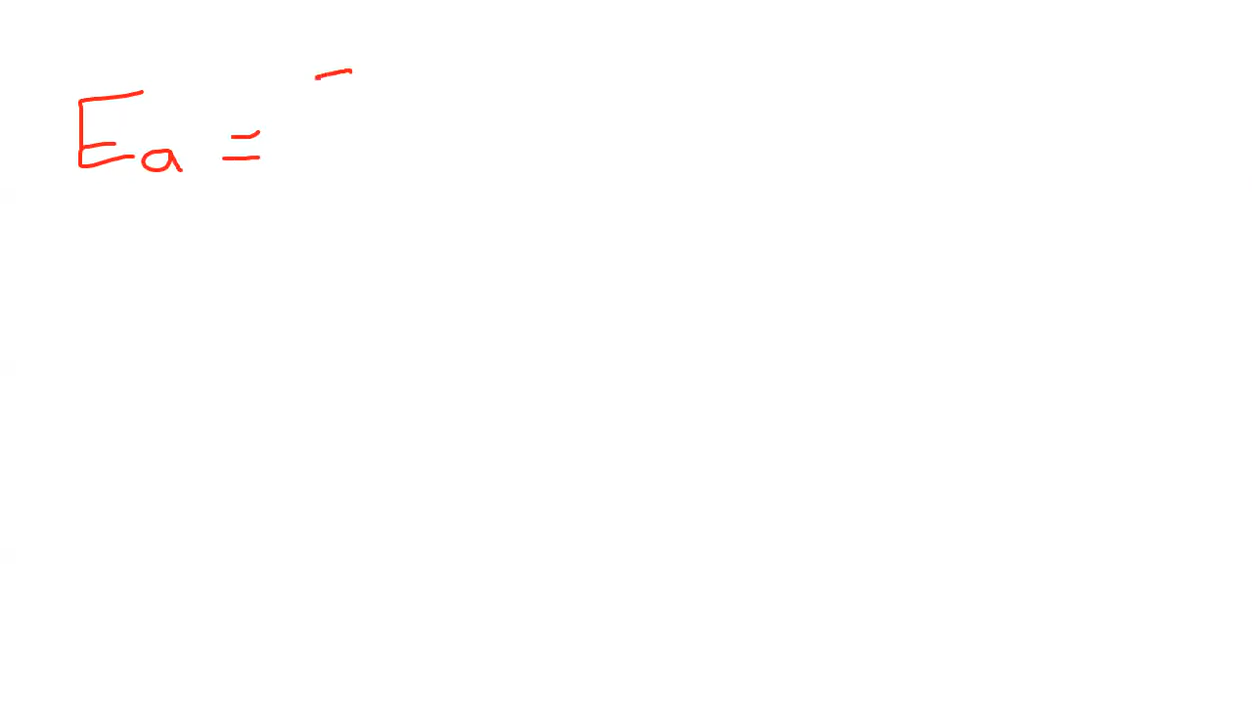 Ea = -